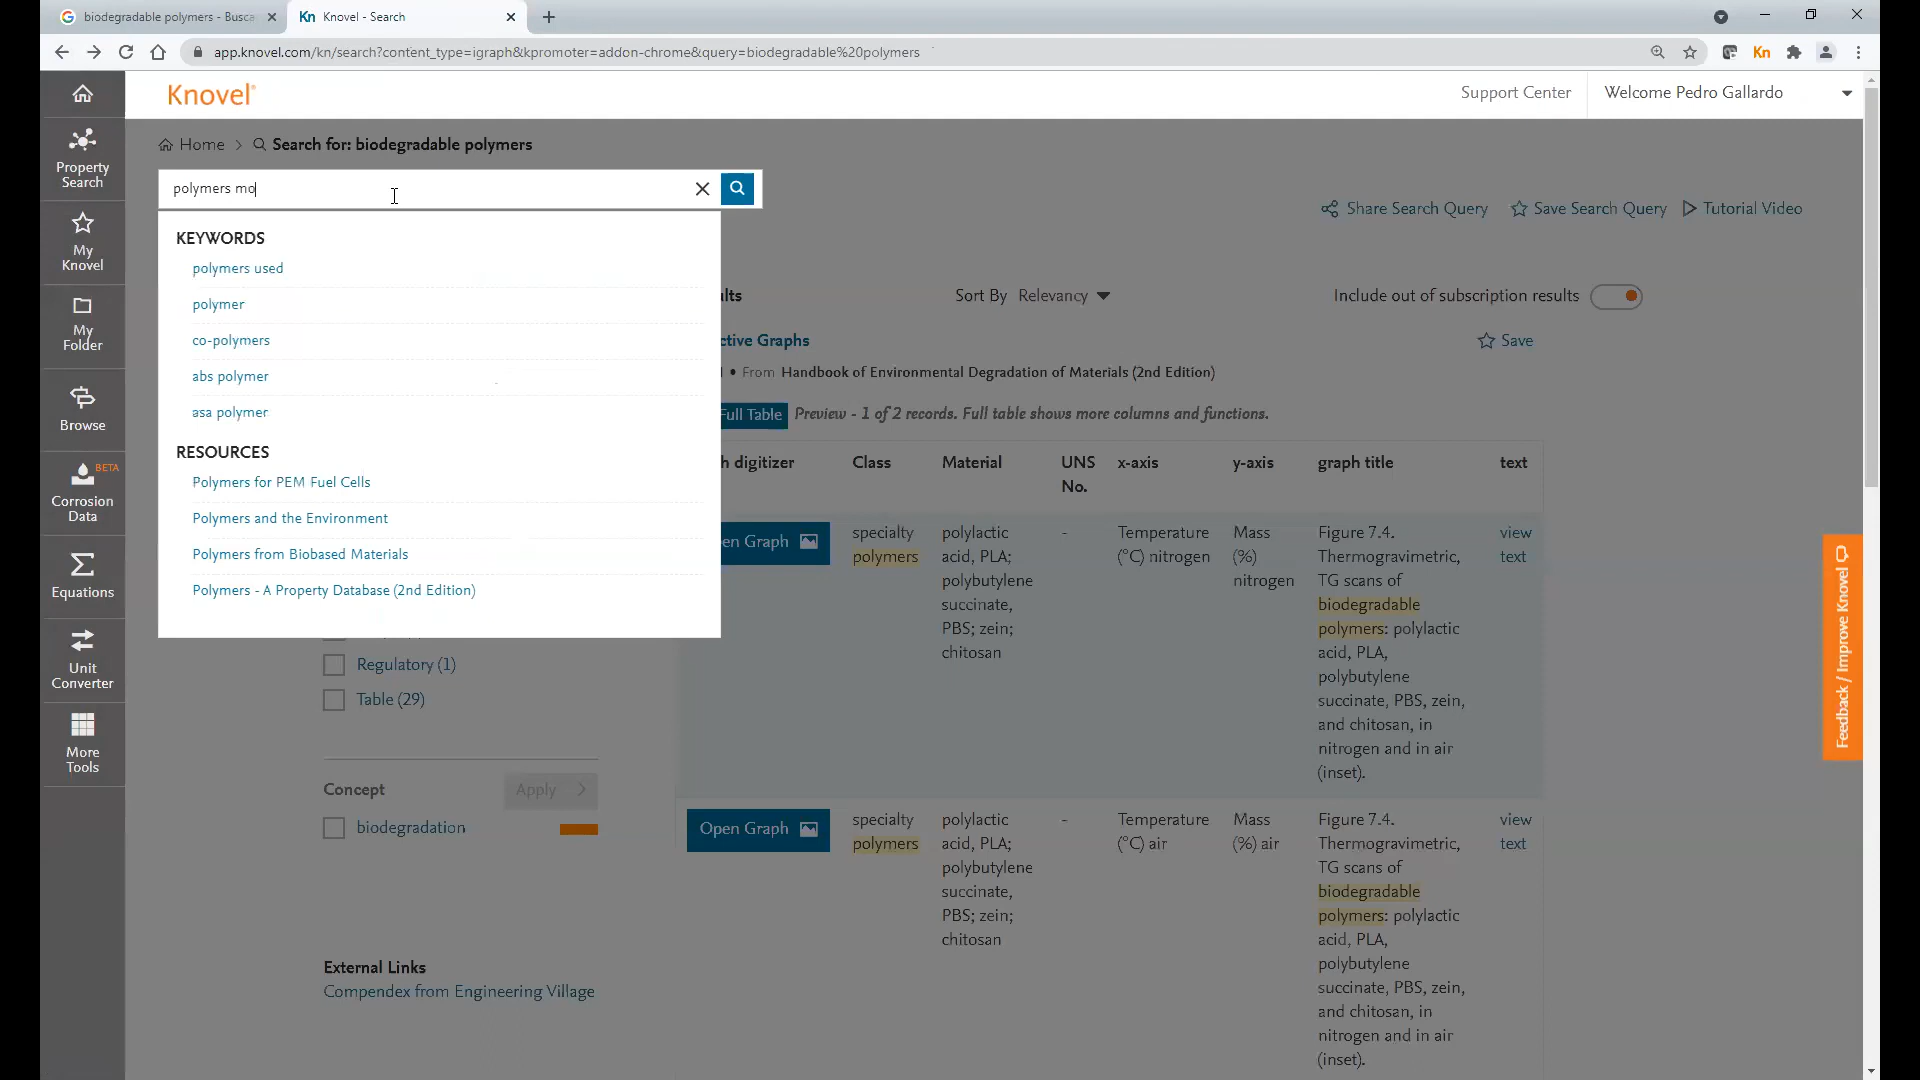 biodegradable polymers - Busca
Kn Knovel - Search
app.knovel.com/kn/search?content_type=igraph&kpromoter=addon-chrome&query=biodegradable%20polymers
Kn
Knovel®
Support Center
Welcome Pedro Gallardo
Property
Search
My
Knovel
My
Folder
Browse
BETA
Corrosion
Data
Equations
Unit
Converter
More
Tools
Home > Search for: biodegradable polymers
polymers mo
Share Search Query
Save Search Query
Tutorial Video
KEYWORDS
polymers used
polymer
co-polymers
abs polymer
asa polymer
RESOURCES
Polymers for PEM Fuel Cells
Polymers and the Environment
Polymers from Biobased Materials
Polymers - A Property Database (2nd Edition)
Regulatory (1)
Table (29)
Concept
Apply >
biodegradation
External Links
Compendex from Engineering Village
Sort By Relevancy
Include out of subscription results
ctive Graphs
Save
• From Handbook of Environmental Degradation of Materials (2nd Edition)
Full Table Preview - 1 of 2 records. Full table shows more columns and functions.
h digitizer
Class
Material
UNS
No.
x-axis
y-axis
graph title
text
en Graph
specialty
polymers
polylactic
acid, PLA;
polybutylene
succinate,
PBS; zein;
chitosan
-
Temperature
(°C) nitrogen
Mass
(%)
nitrogen
Figure 7.4.
Thermogravimetric,
TG scans of
biodegradable
polymers: polylactic
acid, PLA,
polybutylene
succinate, PBS, zein,
and chitosan, in
nitrogen and in air
(inset).
view
text
Open Graph
specialty
polymers
polylactic
acid, PLA;
polybutylene
succinate,
PBS; zein;
chitosan
-
Temperature
(°C) air
Mass
(%) air
Figure 7.4.
Thermogravimetric,
TG scans of
biodegradable
polymers: polylactic
acid, PLA,
polybutylene
succinate, PBS, zein,
and chitosan, in
nitrogen and in air
(inset).
view
text
Feedback / Improve Knovel